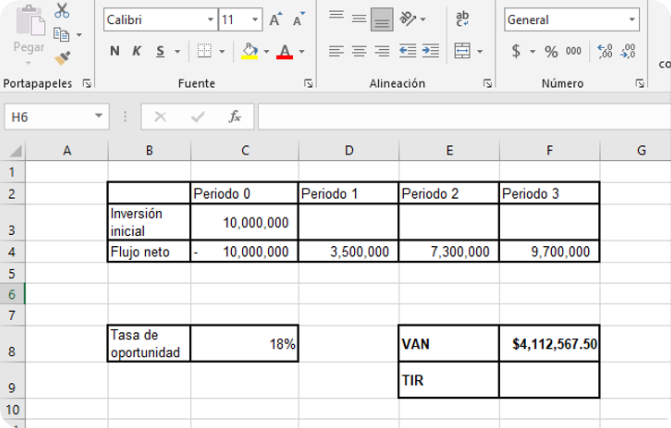 Calibri
11
A
A
ab
General
Pegar
N K S
A
$ % 000
,00
,00
Portapapeles
Fuente
Alineación
Número
co
H6
fx
A B C D E F G
1
2 Periodo 0 Periodo 1 Periodo 2 Periodo 3
Inversión
3 inicial 10,000,000
4 Flujo neto - 10,000,000 3,500,000 7,300,000 9,700,000
5
6
7
Tasa de
8 oportunidad 18% VAN $4,112,567.50
9 TIR
10